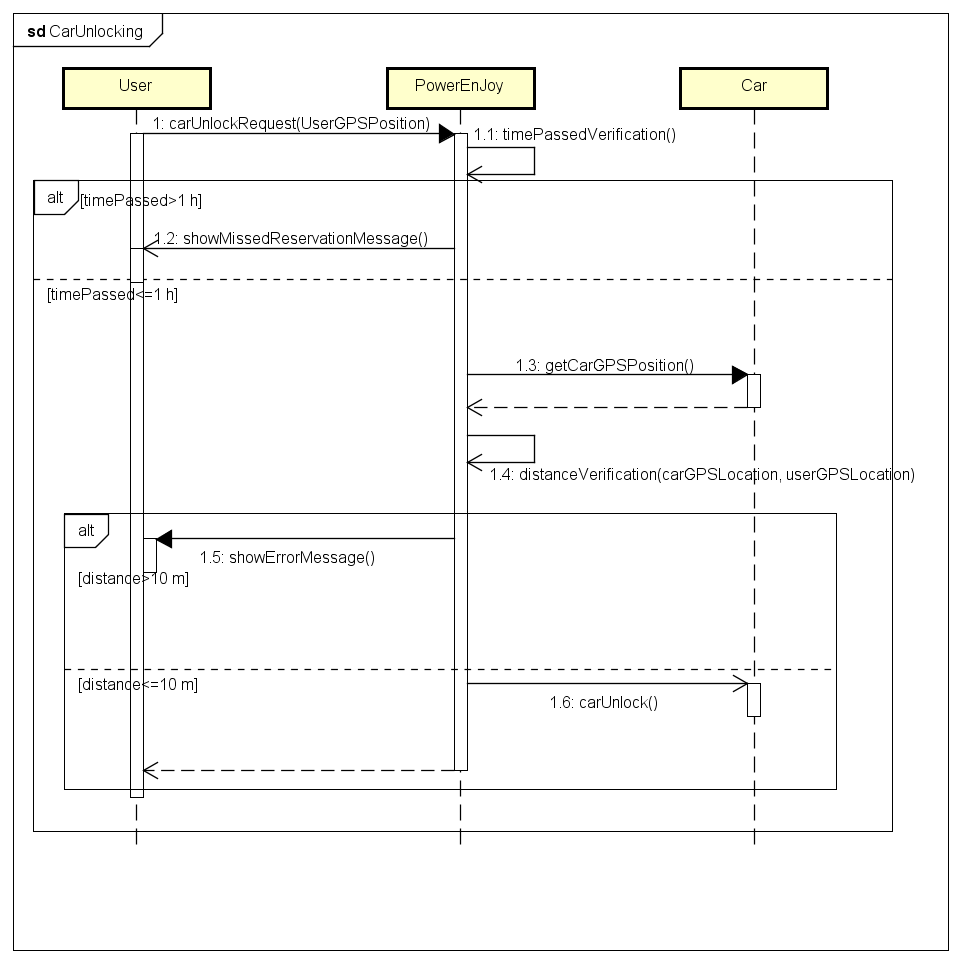 sd CarUnlocking
User
PowerEnJoy
Car
1: carUnlockRequest(UserGPSPosition)
1.1: timePassedVerification()
alt
[timePassed>1 h]
1.2: showMissedReservationMessage()
[timePassed<=1 h]
1.3: getCarGPSPosition()
1.4: distanceVerification(carGPSLocation, userGPSLocation)
alt
1.5: showErrorMessage()
[distance>10 m]
[distance<=10 m]
1.6: carUnlock()